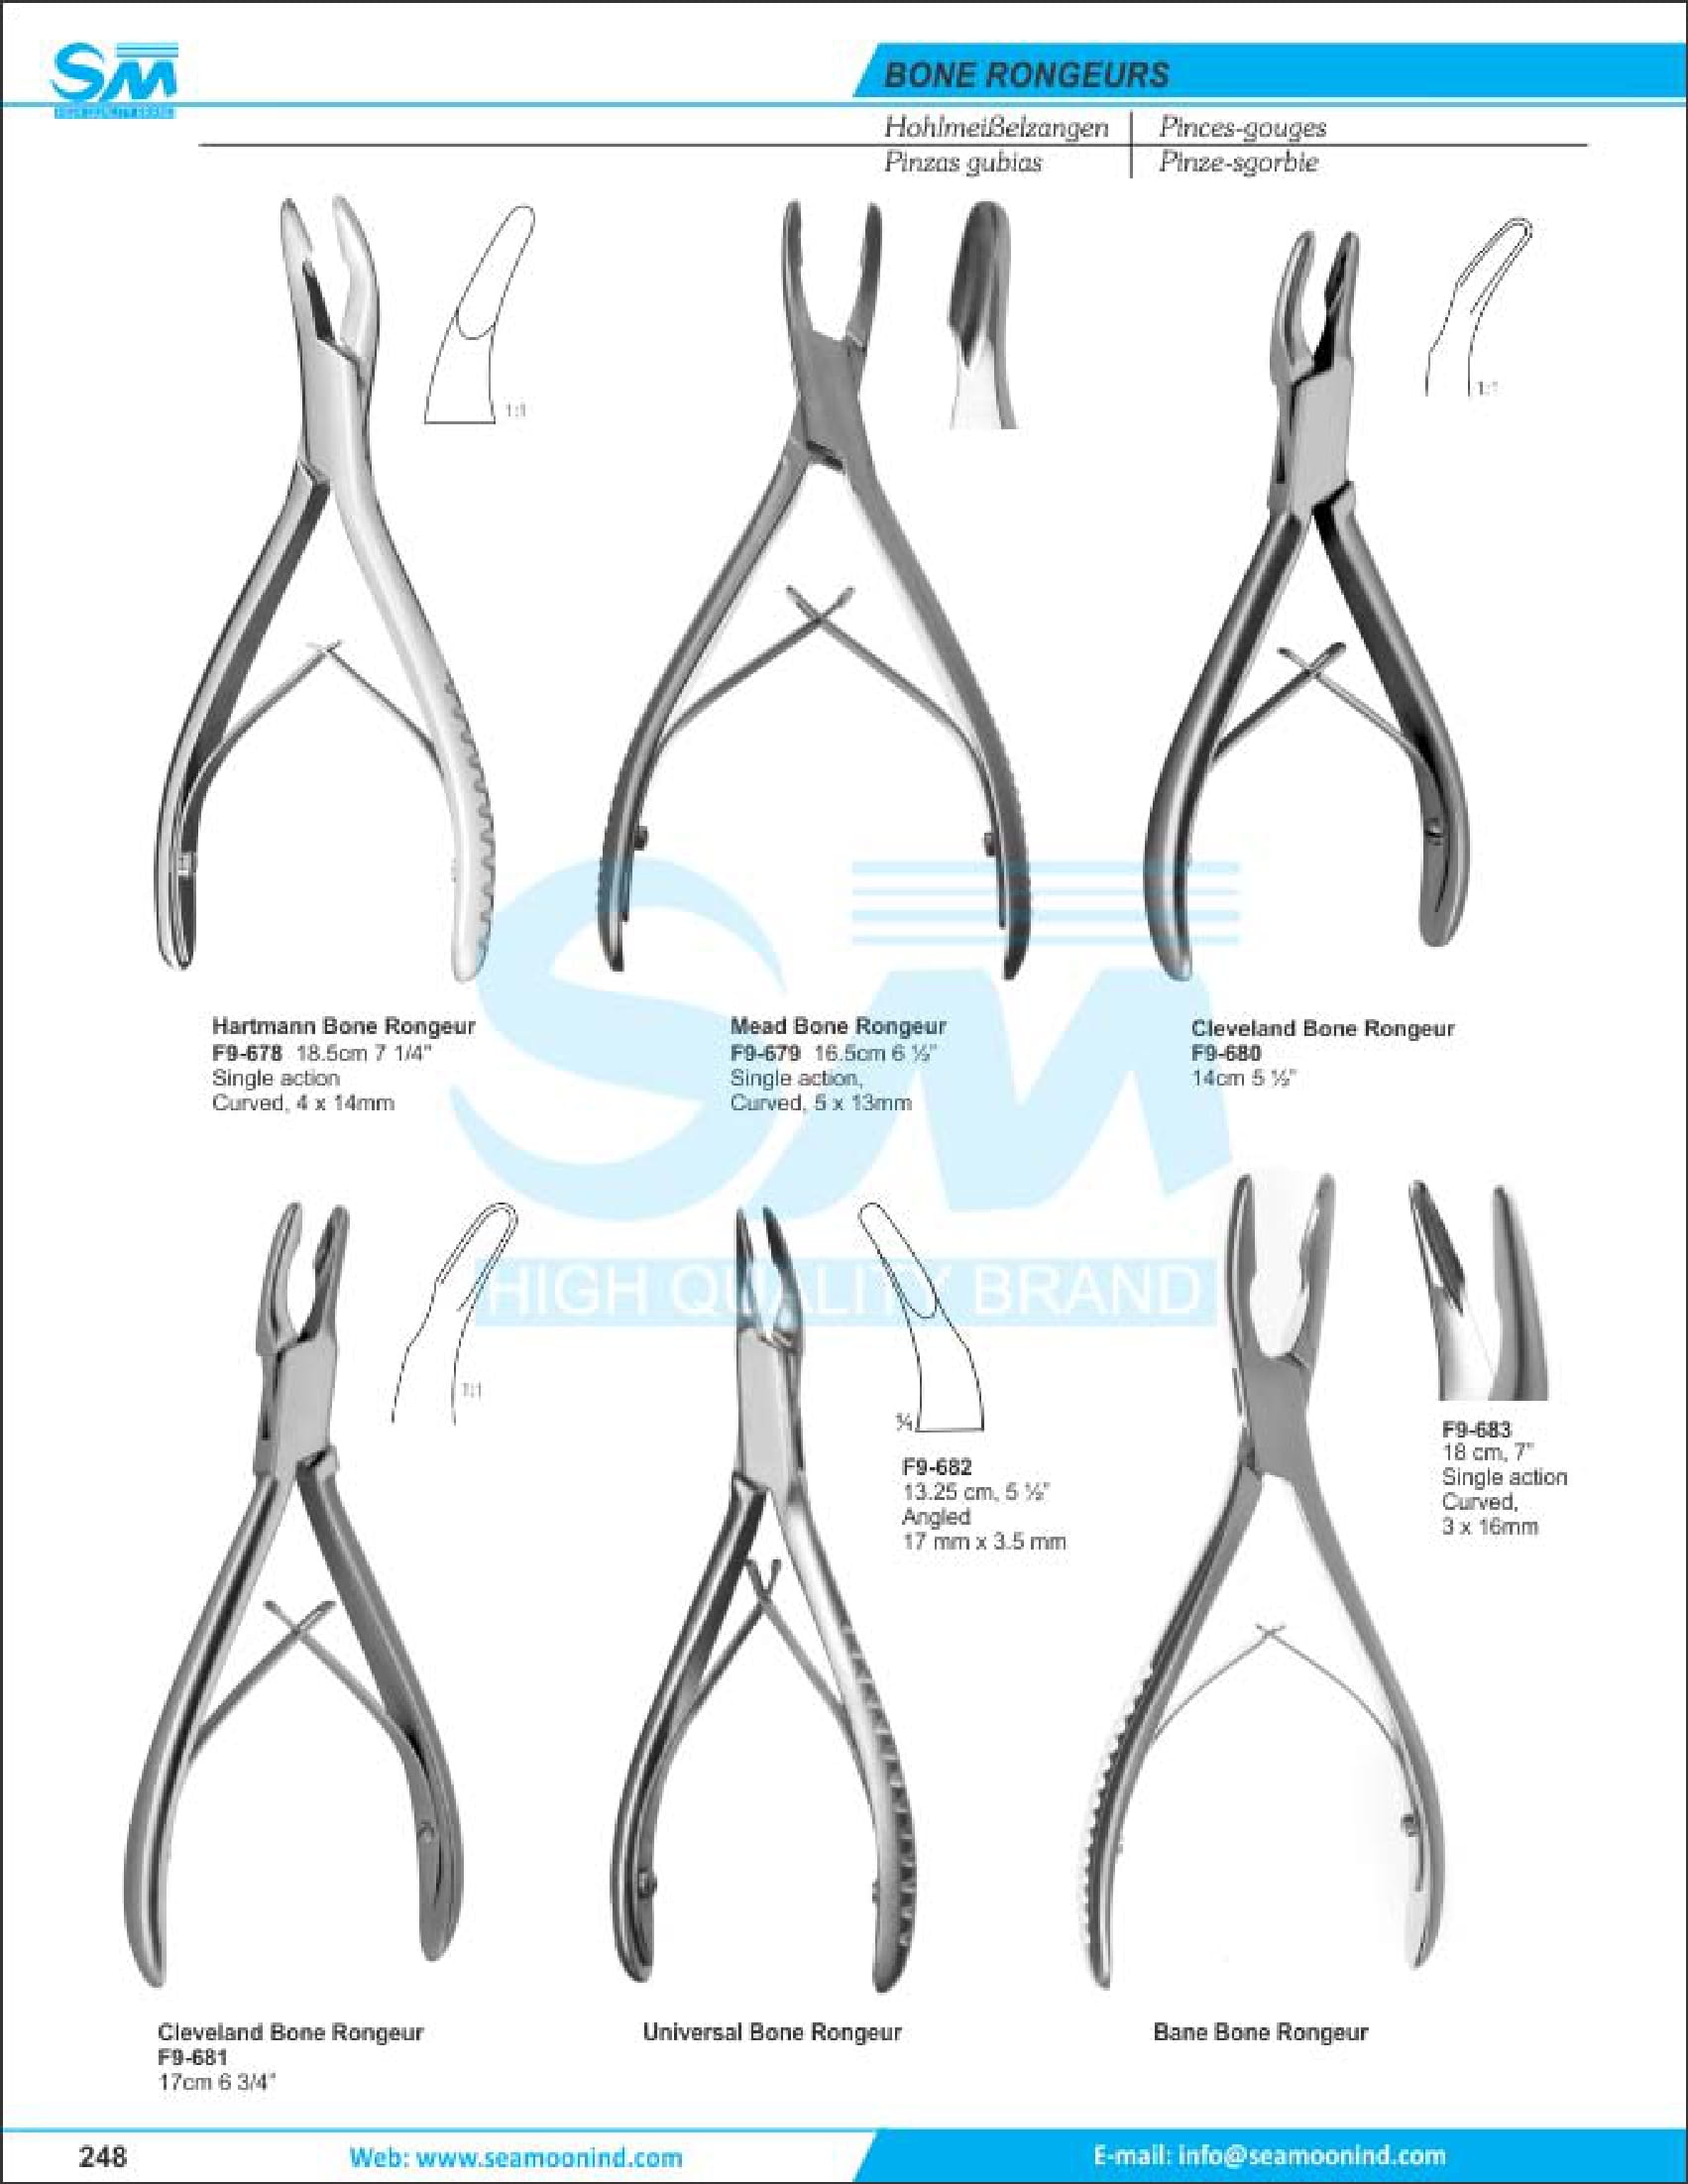 SM
BONE RONGEURS
Hohlmeißelzangen
Pinces-gouges
Pinzas gubias
Pinze-sgorbie
1:1
1:1
Hartmann Bone Rongeur
F9-678 18.5cm 7 1/4"
Single action
Curved, 4 x 14mm
Mead Bone Rongeur
F9-679 16.5cm 6 ½"
Single action,
Curved, 5 x 13mm
Cleveland Bone Rongeur
F9-680
14cm 5 ½"
SM
HIGH QUALITY BRAND
1:1
¾
F9-682
13.25 cm, 5 ½"
Angled
17 mm x 3.5 mm
F9-683
18 cm, 7"
Single action
Curved,
3 x 16mm
Cleveland Bone Rongeur
F9-681
17cm 6 3/4"
Universal Bone Rongeur
Bane Bone Rongeur
248
Web: www.seamoonind.com
E-mail: info@seamoonind.com